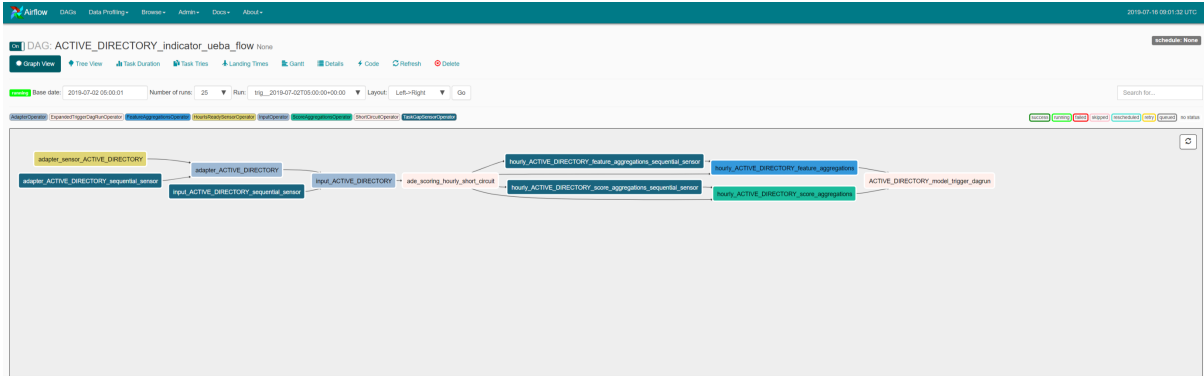 Airflow DAGs Data Profiling Browse Admin Docs About 2019-07-16 09:01:32 UTC
On DAG: ACTIVE_DIRECTORY_indicator_ueba_flow None schedule: None
Graph View Tree View Task Duration Task Tries Landing Times Gantt Details Code Refresh Delete
running Base date: 2019-07-02 05:00:01 Number of runs: 25 Run: trig__2019-07-02T05:00:00+00:00 Layout: Left->Right Go Search for...
AdapterOperator ExpandedTriggerDagRunOperator FeatureAggregationsOperator HourIsReadySensorOperator InputOperator ScoreAggregationsOperator ShortCircuitOperator TaskGapSensorOperator success running failed skipped rescheduled retry queued no status
adapter_sensor_ACTIVE_DIRECTORY
adapter_ACTIVE_DIRECTORY_sequential_sensor
adapter_ACTIVE_DIRECTORY
input_ACTIVE_DIRECTORY_sequential_sensor
input_ACTIVE_DIRECTORY
ade_scoring_hourly_short_circuit
hourly_ACTIVE_DIRECTORY_feature_aggregations_sequential_sensor
hourly_ACTIVE_DIRECTORY_score_aggregations_sequential_sensor
hourly_ACTIVE_DIRECTORY_feature_aggregations
hourly_ACTIVE_DIRECTORY_score_aggregations
ACTIVE_DIRECTORY_model_trigger_dagrun